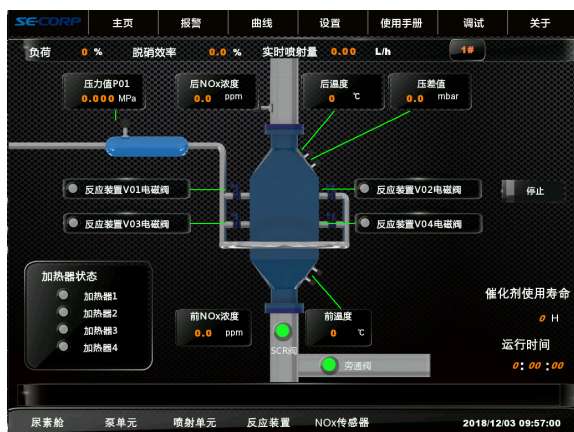 SE-CORP 主页 报警 曲线 设置 使用手册 调试 关于
负荷 0 % 脱硝效率 0.0 % 实时喷射量 0.00 L/h 1#
压力值P01
0.000 MPa
后NOx浓度
0.0 ppm
后温度
0 ℃
压差值
0.0 mbar
反应装置V01电磁阀
反应装置V02电磁阀
停止
反应装置V03电磁阀
反应装置V04电磁阀
加热器状态
加热器1
加热器2
加热器3
加热器4
前NOx浓度
0.0 ppm
前温度
0 ℃
SCR阀
旁通阀
催化剂使用寿命
0 H
运行时间
0: 00 :00
尿素舱 泵单元 喷射单元 反应装置 NOx传感器 2018/12/03 09:57:00